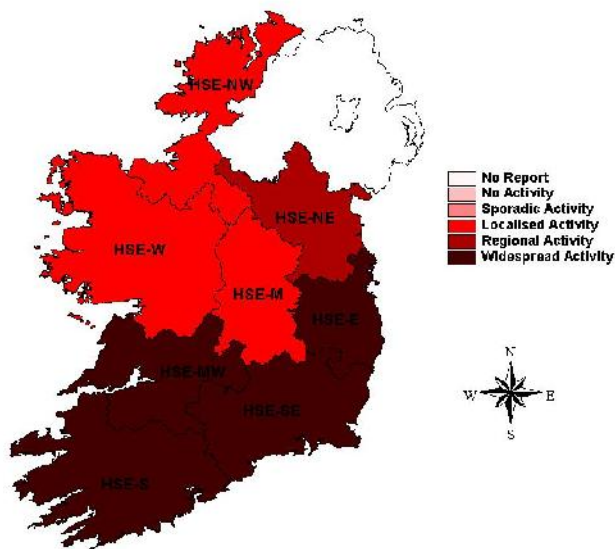 HSE-NW
No Report
No Activity
Sporadic Activity
Localised Activity
Regional Activity
Widespread Activity
HSE-NE
HSE-W
HSE-M
HSE-E
HSE-MW
HSE-SE
HSE-S
N
W E
S